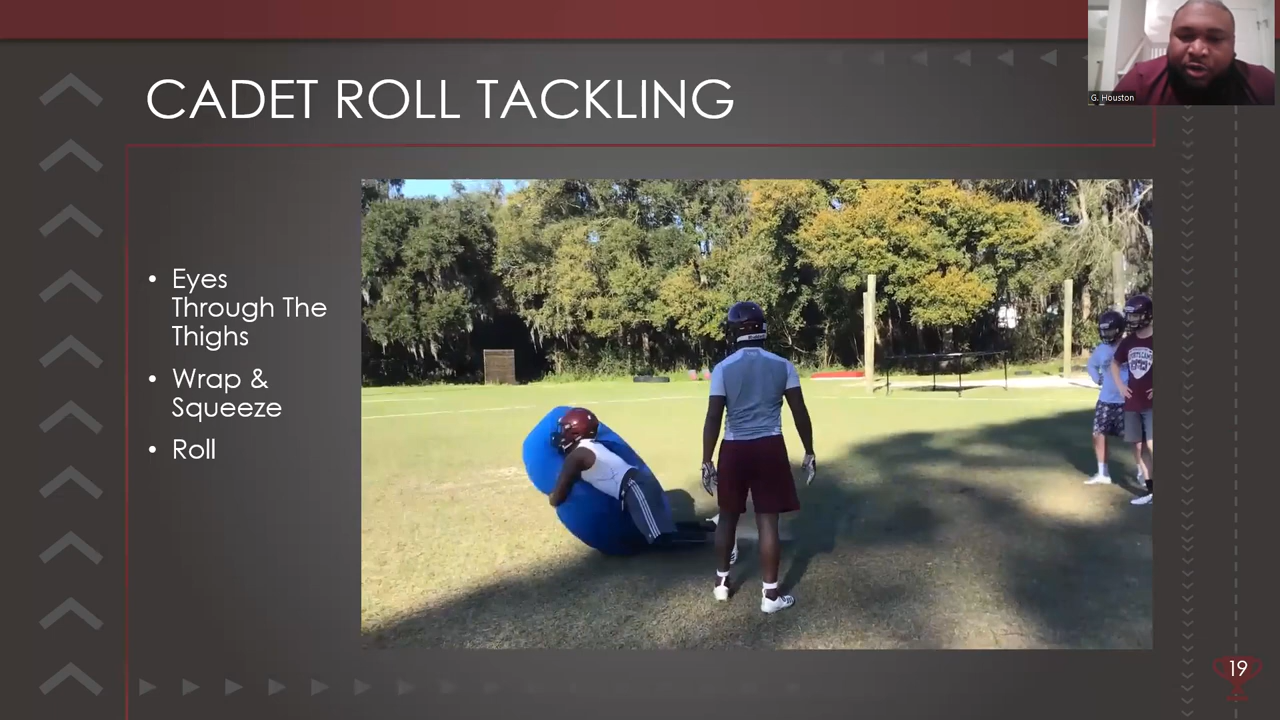 CADET ROLL TACKLING
G. Houston
• Eyes
Through The
Thighs
• Wrap &
Squeeze
• Roll
19